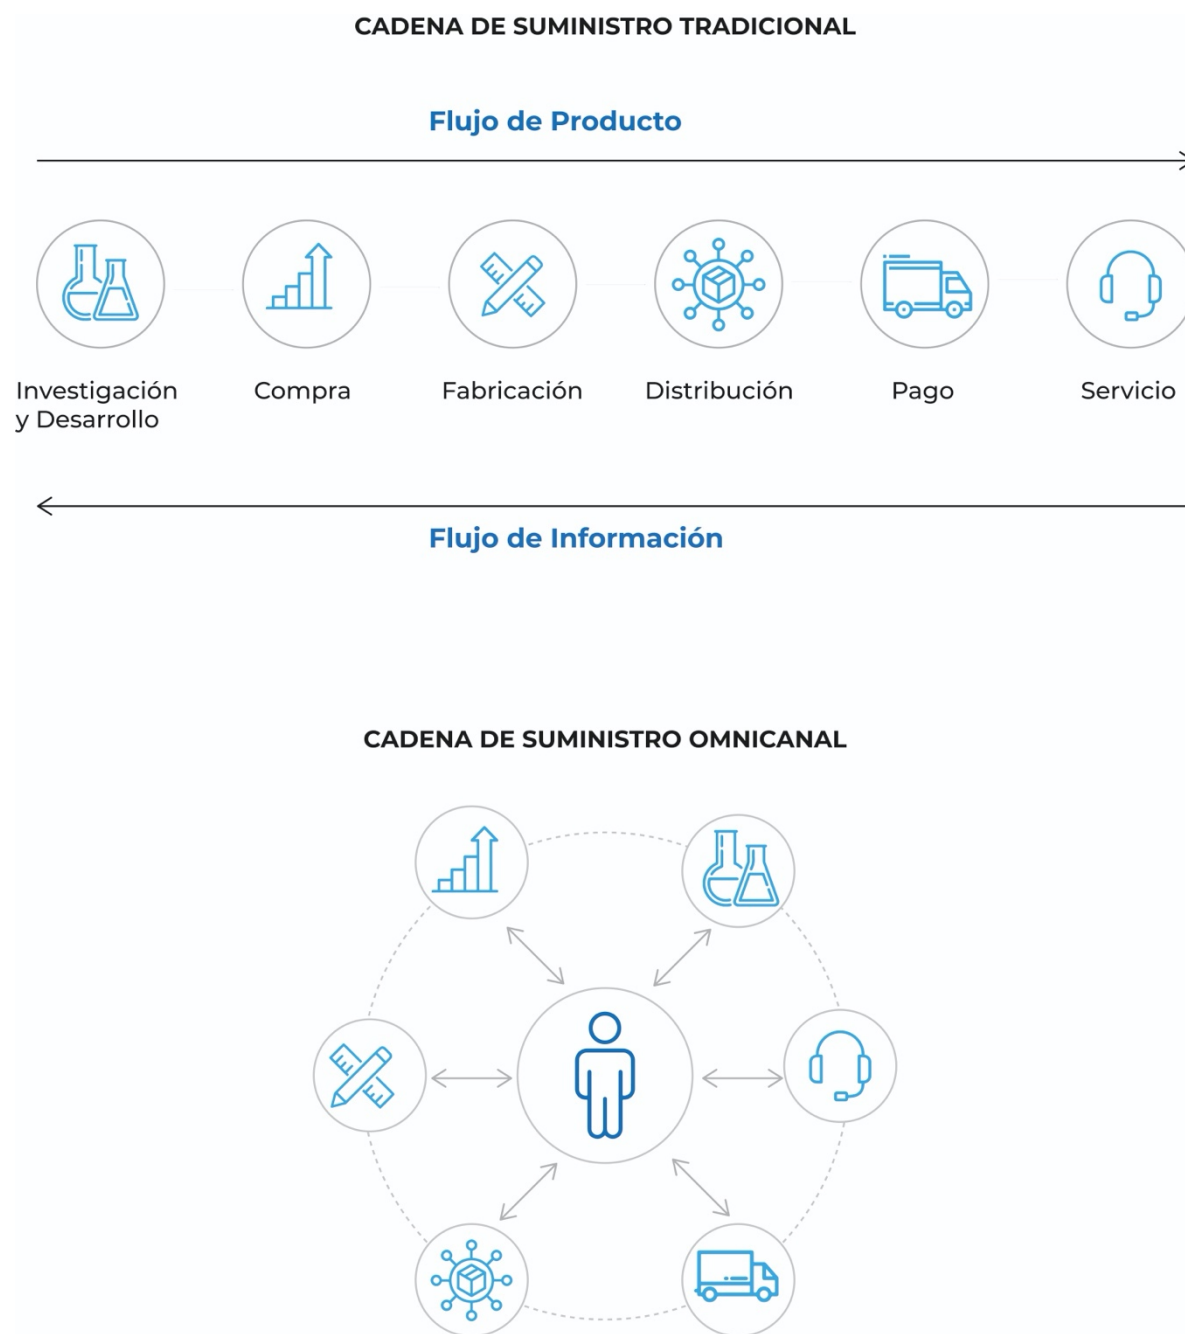 CADENA DE SUMINISTRO TRADICIONAL
Flujo de Producto
Investigación
y Desarrollo
Compra
Fabricación
Distribución
Pago
Servicio
Flujo de Información
CADENA DE SUMINISTRO OMNICANAL